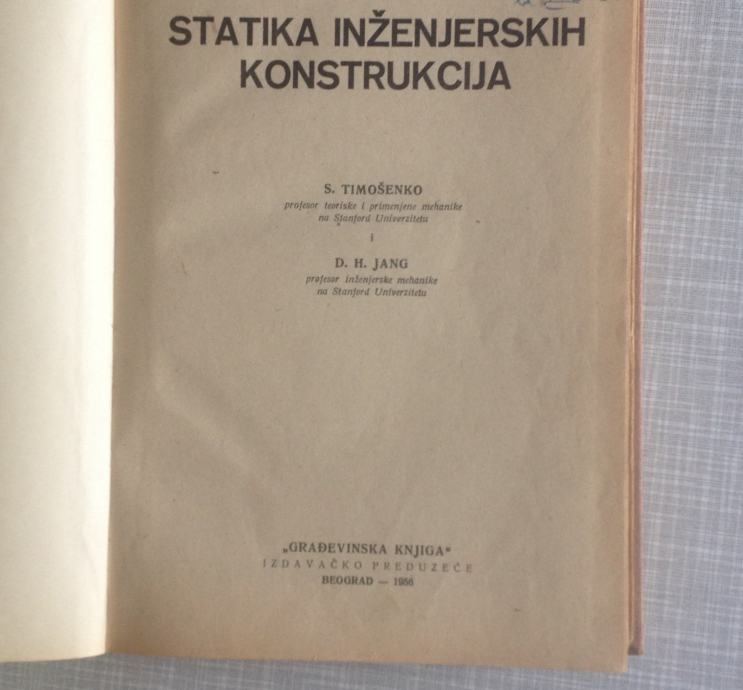 STATIKA INŽENJERSKIH
KONSTRUKCIJA
S. TIMOŠENKO
profesor teoriske i primenjene mehanike
na Stanford Univerzitetu
i
D. H. JANG
profesor inženjerske mehanike
na Stanford Univerzitetu
„GRAĐEVINSKA KNJIGA“
IZDAVAČKO PREDUZEĆE
BEOGRAD —